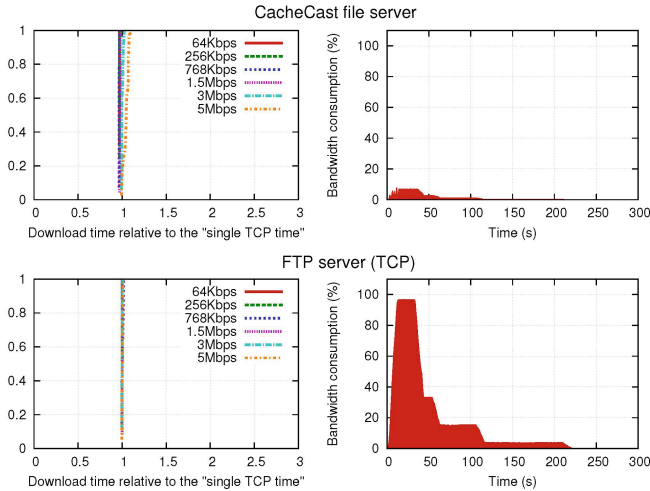 CacheCast file server
1
0.8
0.6
0.4
0.2
0
0 0.5 1 1.5 2 2.5 3
Download time relative to the "single TCP time"
64Kbps
256Kbps
768Kbps
1.5Mbps
3Mbps
5Mbps
Bandwidth consumption (%)
100
80
60
40
20
0
0 50 100 150 200 250 300
Time (s)
FTP server (TCP)
1
0.8
0.6
0.4
0.2
0
0 0.5 1 1.5 2 2.5 3
Download time relative to the "single TCP time"
64Kbps
256Kbps
768Kbps
1.5Mbps
3Mbps
5Mbps
Bandwidth consumption (%)
100
80
60
40
20
0
0 50 100 150 200 250 300
Time (s)